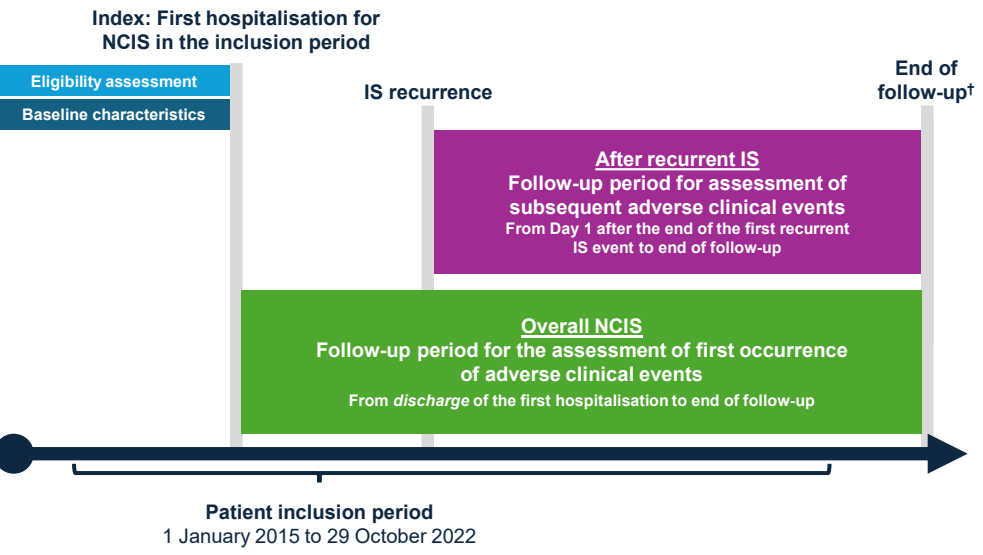 Index: First hospitalisation for
NCIS in the inclusion period
Eligibility assessment
Baseline characteristics
IS recurrence
End of
follow-up†
After recurrent IS
Follow-up period for assessment of
subsequent adverse clinical events
From Day 1 after the end of the first recurrent
IS event to end of follow-up
Overall NCIS
Follow-up period for the assessment of first occurrence
of adverse clinical events
From discharge of the first hospitalisation to end of follow-up
Patient inclusion period
1 January 2015 to 29 October 2022